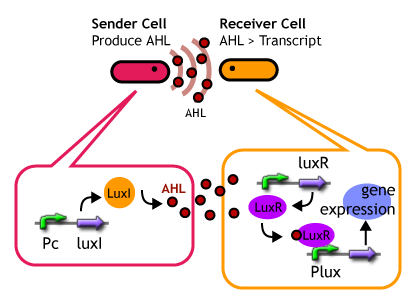 Sender Cell
Produce AHL
Receiver Cell
AHL > Transcript
AHL
LuxI
AHL
Pc
luxI
luxR
LuxR
gene
expression
LuxR
Plux